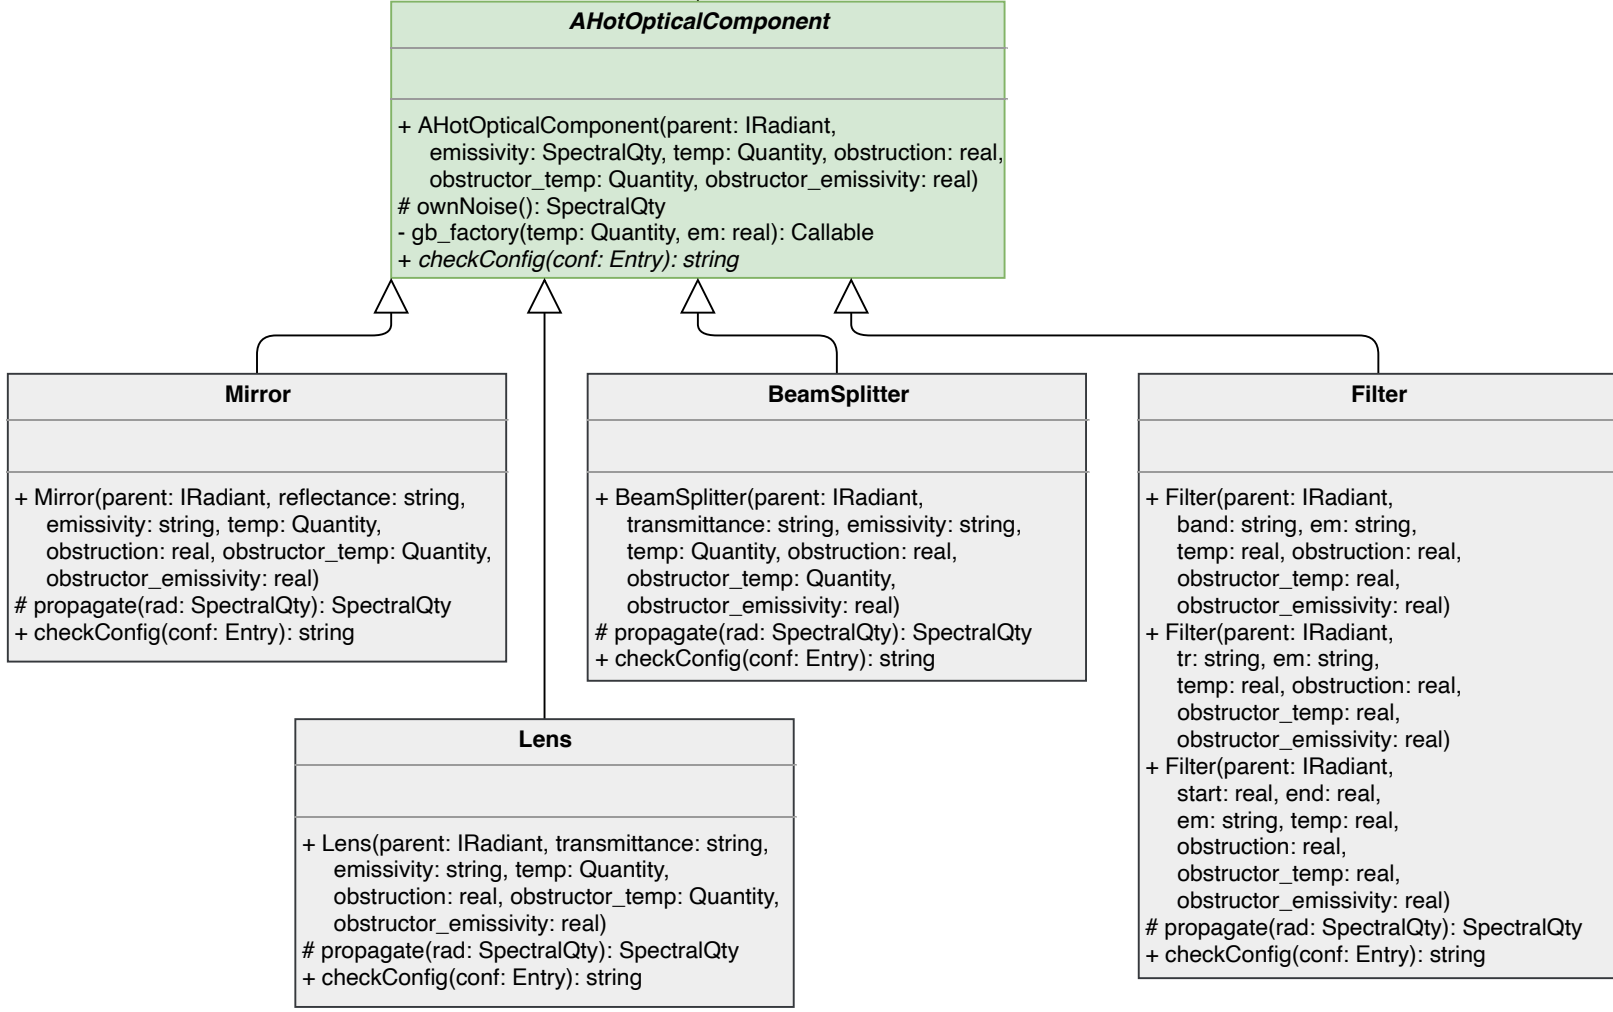 AHotOpticalComponent
+ AHotOpticalComponent(parent: IRadiant,
emissivity: SpectralQty, temp: Quantity, obstruction: real,
obstructor_temp: Quantity, obstructor_emissivity: real)
# ownNoise(): SpectralQty
- gb_factory(temp: Quantity, em: real): Callable
+ checkConfig(conf: Entry): string
Mirror
+ Mirror(parent: IRadiant, reflectance: string,
emissivity: string, temp: Quantity,
obstruction: real, obstructor_temp: Quantity,
obstructor_emissivity: real)
# propagate(rad: SpectralQty): SpectralQty
+ checkConfig(conf: Entry): string
BeamSplitter
+ BeamSplitter(parent: IRadiant,
transmittance: string, emissivity: string,
temp: Quantity, obstruction: real,
obstructor_temp: Quantity,
obstructor_emissivity: real)
# propagate(rad: SpectralQty): SpectralQty
+ checkConfig(conf: Entry): string
Filter
+ Filter(parent: IRadiant,
band: string, em: string,
temp: real, obstruction: real,
obstructor_temp: real,
obstructor_emissivity: real)
+ Filter(parent: IRadiant,
tr: string, em: string,
temp: real, obstruction: real,
obstructor_temp: real,
obstructor_emissivity: real)
+ Filter(parent: IRadiant,
start: real, end: real,
em: string, temp: real,
obstruction: real,
obstructor_temp: real,
obstructor_emissivity: real)
# propagate(rad: SpectralQty): SpectralQty
+ checkConfig(conf: Entry): string
Lens
+ Lens(parent: IRadiant, transmittance: string,
emissivity: string, temp: Quantity,
obstruction: real, obstructor_temp: Quantity,
obstructor_emissivity: real)
# propagate(rad: SpectralQty): SpectralQty
+ checkConfig(conf: Entry): string